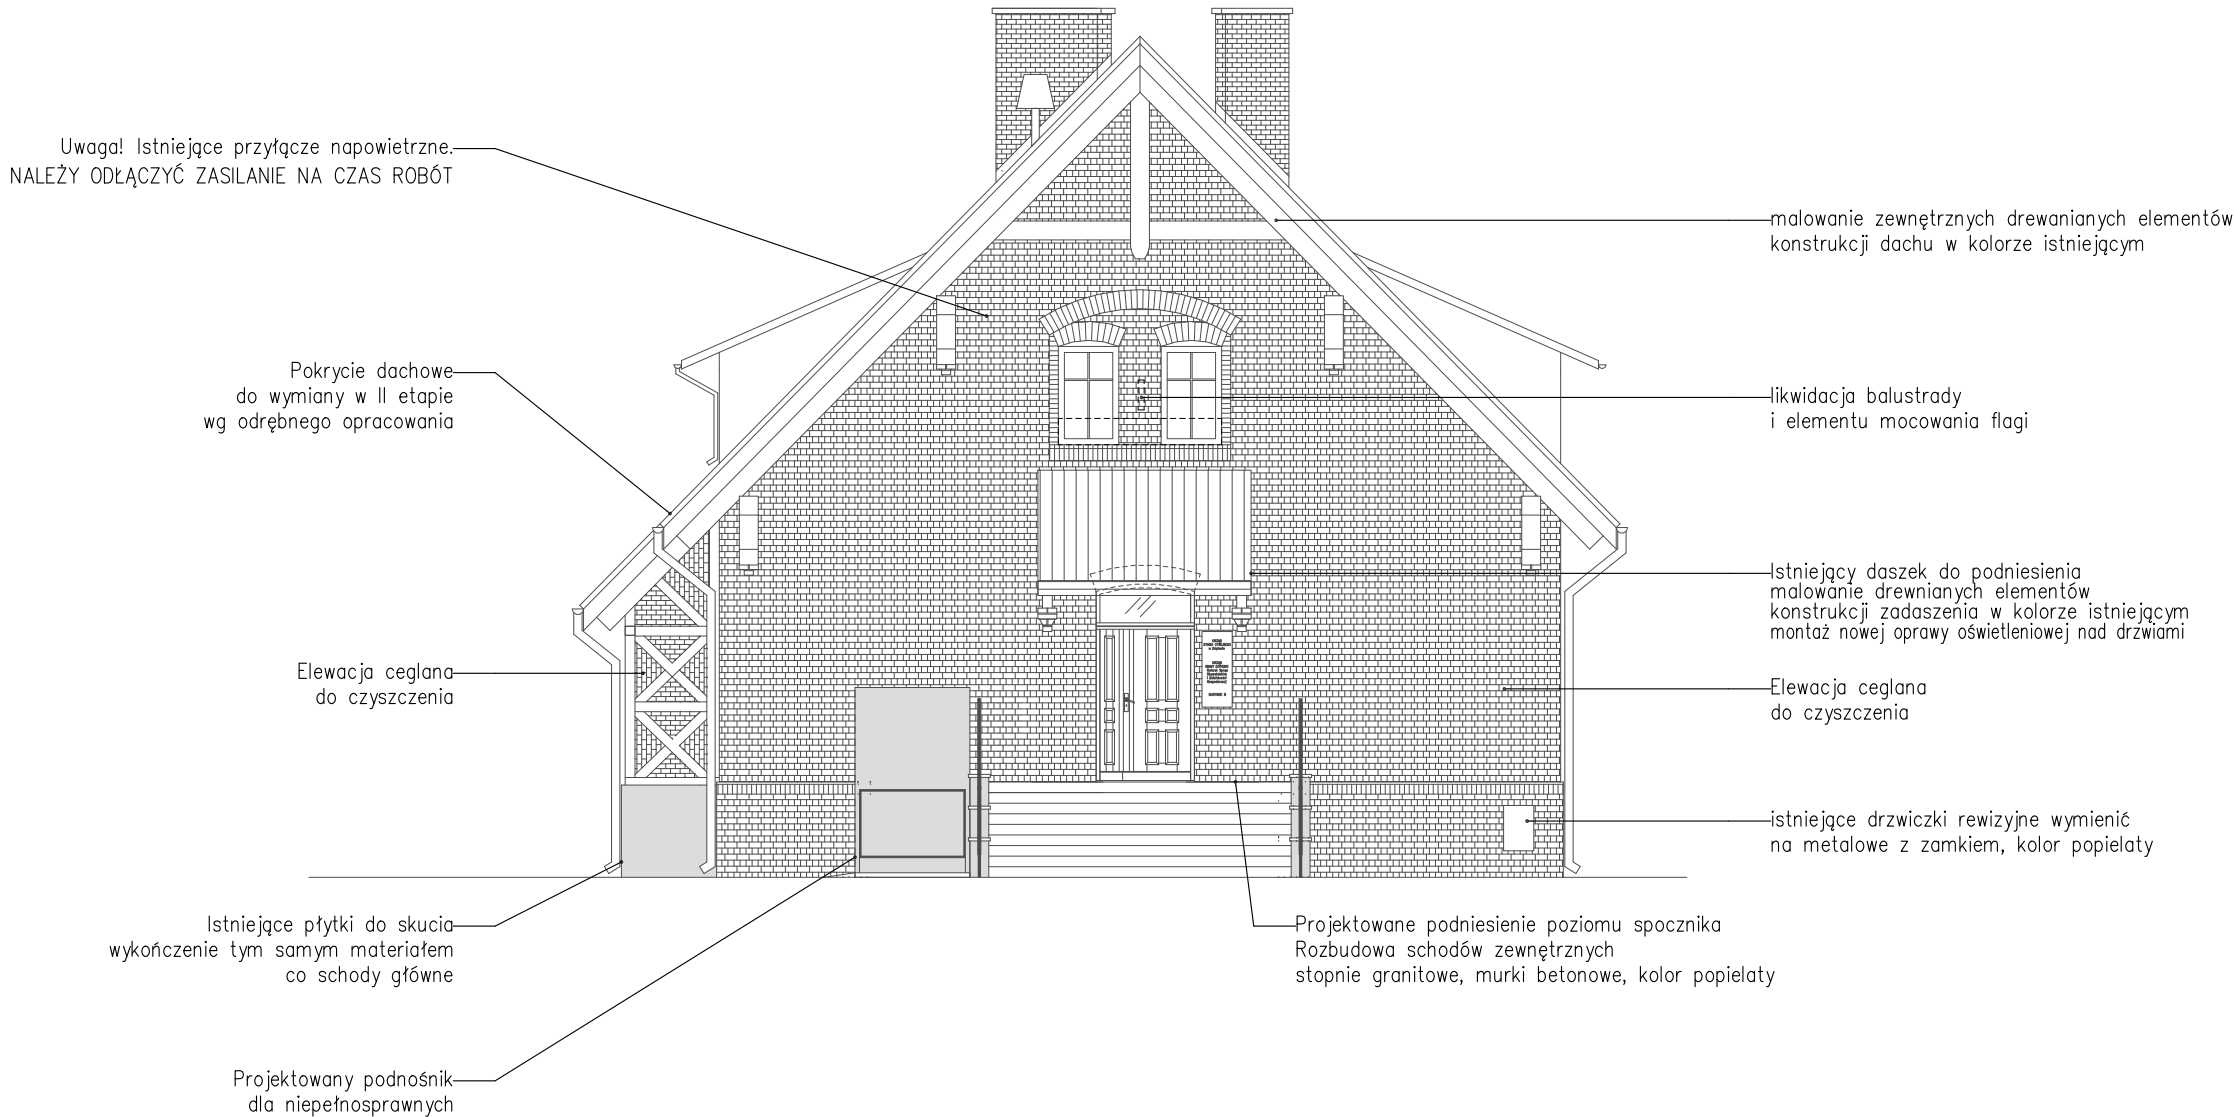 Uwaga! Istniejące przyłącze napowietrzne.
NALEŻY ODŁĄCZYĆ ZASILANIE NA CZAS ROBÓT
Pokrycie dachowe
do wymiany w II etapie
wg odrębnego opracowania
Elewacja ceglana
do czyszczenia
Istniejące płytki do skucia
wykończenie tym samym materiałem
co schody główne
Projektowany podnośnik
dla niepełnosprawnych
malowanie zewnętrznych drewanianych elementów
konstrukcji dachu w kolorze istniejącym
likwidacja balustrady
i elementu mocowania flagi
Istniejący daszek do podniesienia
malowanie drewnianych elementów
konstrukcji zadaszenia w kolorze istniejącym
montaż nowej oprawy oświetleniowej nad drzwiami
Elewacja ceglana
do czyszczenia
istniejące drzwiczki rewizyjne wymienić
na metalowe z zamkiem, kolor popielaty
Projektowane podniesienie poziomu spocznika
Rozbudowa schodów zewnętrznych
stopnie granitowe, murki betonowe, kolor popielaty